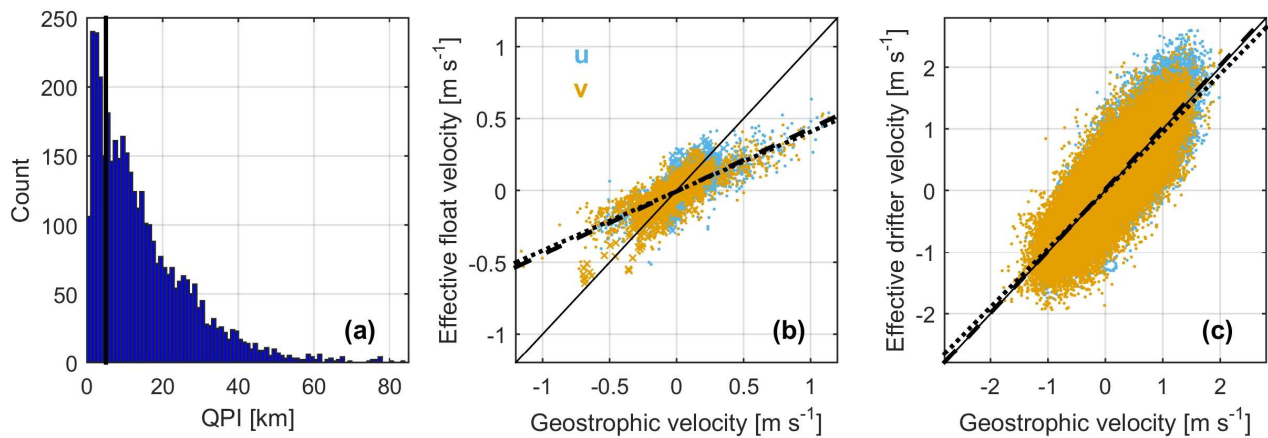 250
200
150
100
50
0
Count
0 20 40 60 80
QPI [km]
(a)
1
0.5
0
-0.5
-1
Effective float velocity [m s⁻¹]
u
v
-1 -0.5 0 0.5 1
Geostrophic velocity [m s⁻¹]
(b)
2
1
0
-1
-2
Effective drifter velocity [m s⁻¹]
-2 -1 0 1 2
Geostrophic velocity [m s⁻¹]
(c)